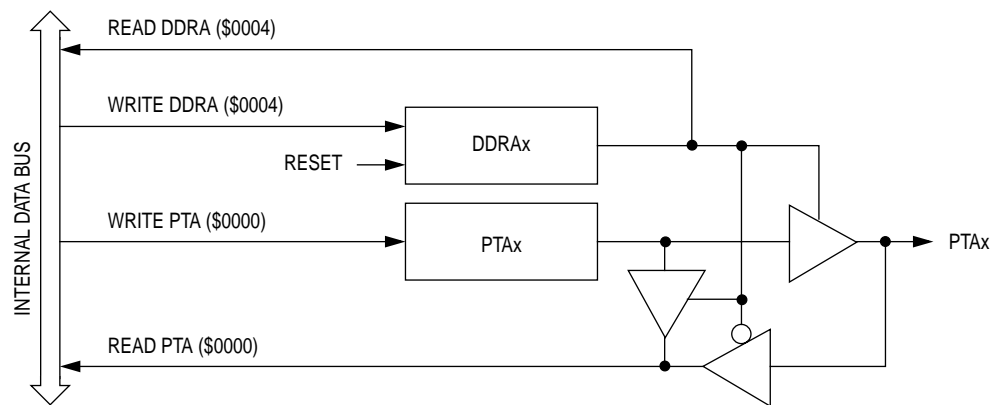 READ DDRA ($0004)
WRITE DDRA ($0004)
DDRAx
RESET
INTERNAL DATA BUS
WRITE PTA ($0000)
PTAx
PTAx
READ PTA ($0000)